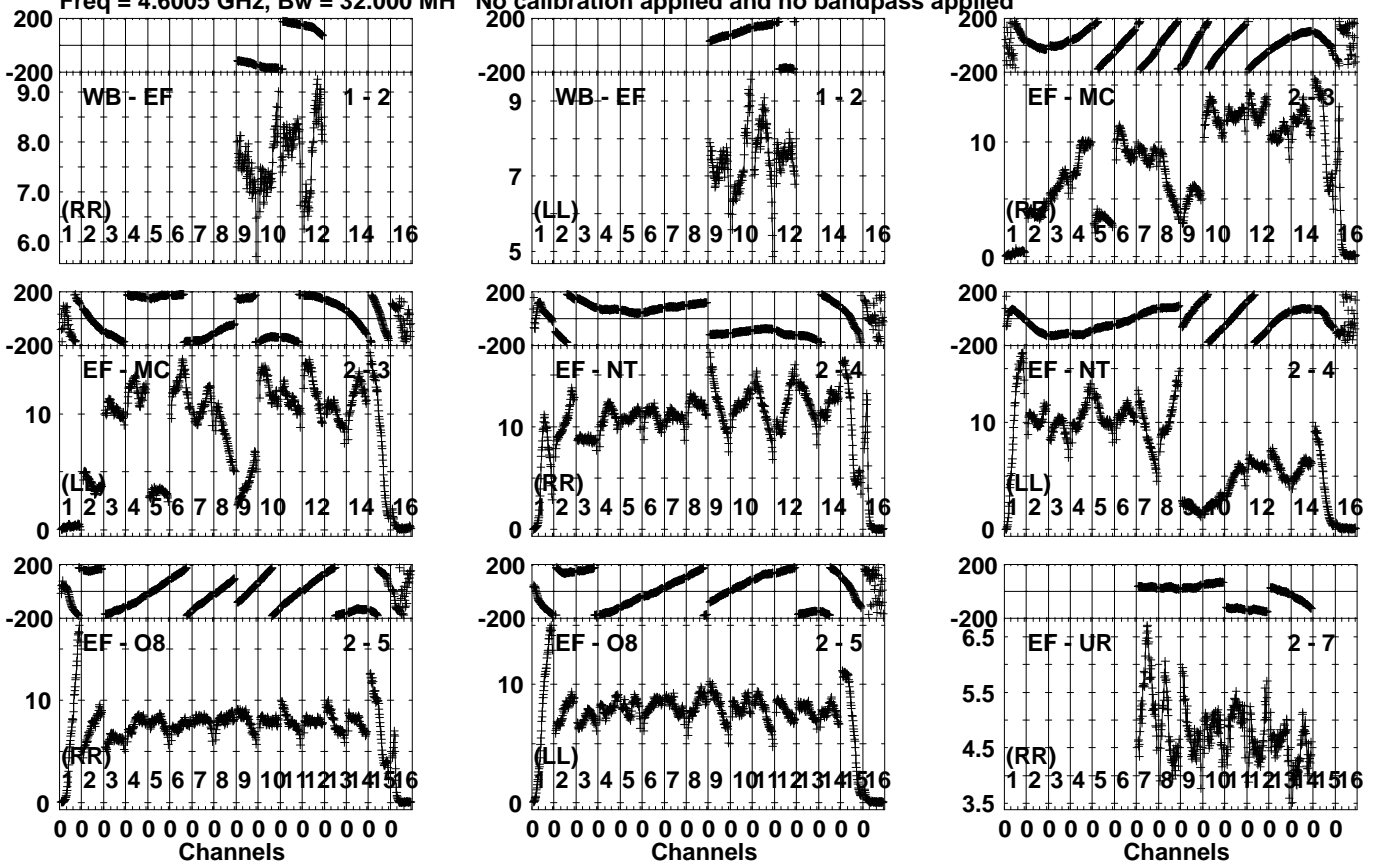 Freq = 4.6005 GHz, Bw = 32.000 MH No calibration applied and no bandpass applied
200 200 200
-200 -200 -200
9.0 WB - EF 1 - 2 9 WB - EF 1 - 2 EF - MC 2 - 3
8.0 10
7.0 7
(RR) (LL) (RR)
1 2 3 4 5 6 7 8 9 10 12 14 16 1 2 3 4 5 6 7 8 9 10 12 14 16 1 2 3 4 5 6 7 8 9 10 12 14 16
6.0 5 0
200 200 200
-200 -200 -200
EF - MC 2 - 3 EF - NT 2 - 4 EF - NT 2 - 4
10 10 10
(LL) (RR) (LL)
1 2 3 4 5 6 7 8 9 10 12 14 16 1 2 3 4 5 6 7 8 9 10 12 14 16 1 2 3 4 5 6 7 8 9 10 12 14 16
0 0 0
200 200 200
-200 -200 -200
EF - O8 2 - 5 EF - O8 2 - 5 6.5 EF - UR 2 - 7
10 10 5.5
(RR) (LL) 4.5 (RR)
1 2 3 4 5 6 7 8 9 10 11 12 13 14 15 16 1 2 3 4 5 6 7 8 9 10 11 12 13 14 15 16 1 2 3 4 5 6 7 8 9 10 11 12 13 14 15 16
0 0 3.5
0 0 0 0 0 0 0 0 0 0 0 0 0 0 0 0 0 0 0 0 0 0 0 0 0 0 0 0 0 0 0 0 0 0 0 0 0 0 0 0 0 0 0 0 0 0 0 0
Channels Channels Channels